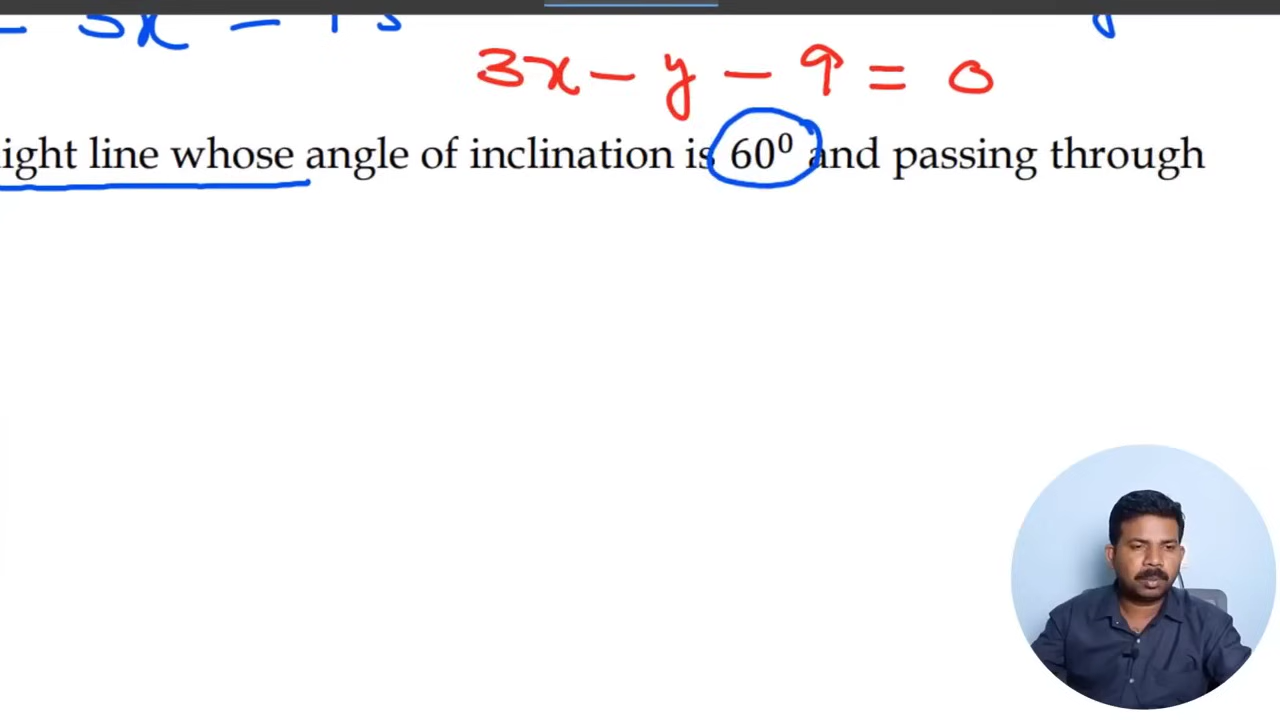 3x - y - 9 = 0
ight line whose angle of inclination is 60⁰ and passing through